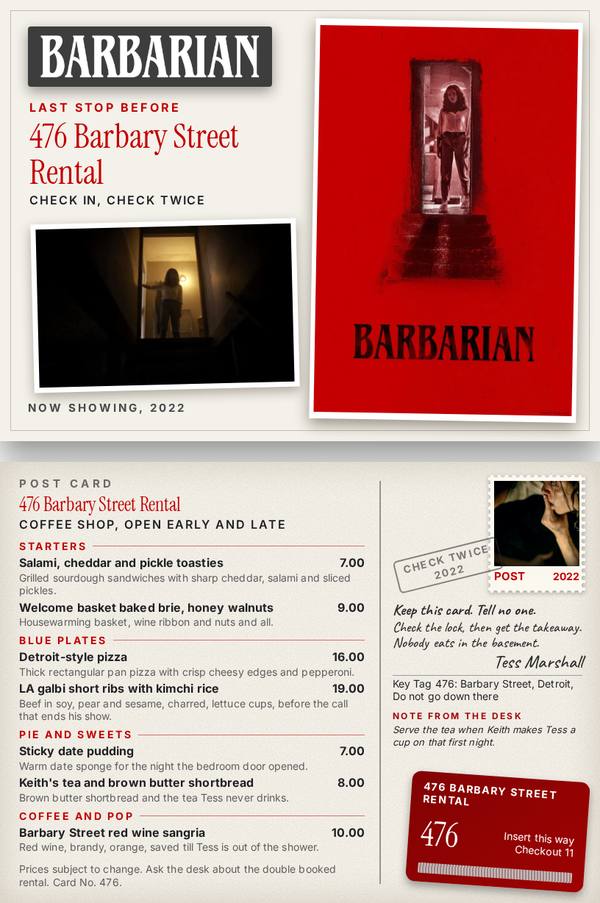 BARBARIAN
LAST STOP BEFORE
476 Barbary Street
Rental
CHECK IN, CHECK TWICE
NOW SHOWING, 2022
BARBARIAN
POST CARD
476 Barbary Street Rental
COFFEE SHOP, OPEN EARLY AND LATE
STARTERS
Salami, cheddar and pickle toasties 7.00
Grilled sourdough sandwiches with sharp cheddar, salami and sliced
pickles.
Welcome basket baked brie, honey walnuts 9.00
Housewarming basket, wine ribbon and nuts and all.
BLUE PLATES
Detroit-style pizza 16.00
Thick rectangular pan pizza with crisp cheesy edges and pepperoni.
LA galbi short ribs with kimchi rice 19.00
Beef in soy, pear and sesame, charred, lettuce cups, before the call
that ends his show.
PIE AND SWEETS
Sticky date pudding 7.00
Warm date sponge for the night the bedroom door opened.
Keith's tea and brown butter shortbread 8.00
Brown butter shortbread and the tea Tess never drinks.
COFFEE AND POP
Barbary Street red wine sangria 10.00
Red wine, brandy, orange, saved till Tess is out of the shower.
Prices subject to change. Ask the desk about the double booked
rental. Card No. 476.
CHECK TWICE
2022
POST 2022
Keep this card. Tell no one.
Check the lock, then get the takeaway.
Nobody eats in the basement.
Tess Marshall
Key Tag 476: Barbary Street, Detroit,
Do not go down there
NOTE FROM THE DESK
Serve the tea when Keith makes Tess a
cup on that first night.
476 BARBARY STREET
RENTAL
476
Insert this way
Checkout 11